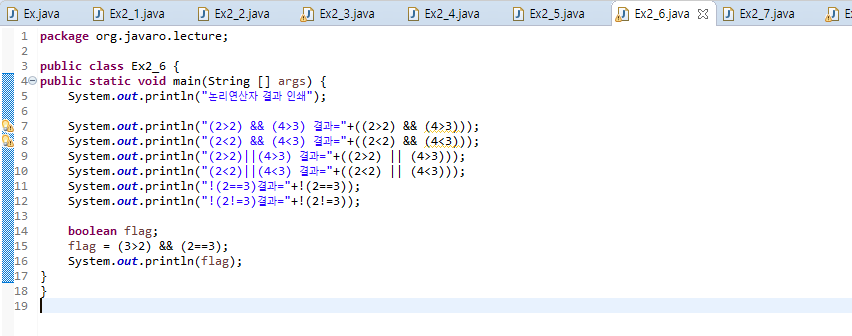 Ex.java Ex2_1.java Ex2_2.java Ex2_3.java Ex2_4.java Ex2_5.java Ex2_6.java Ex2_7.java E
1 package org.javaro.lecture;
2
3 public class Ex2_6 {
4 public static void main(String [] args) {
5 System.out.println("논리연산자 결과 인쇄");
6
7 System.out.println("(2>2) && (4>3) 결과="+((2>2) && (4>3)));
8 System.out.println("(2<2) && (4<3) 결과="+((2<2) && (4<3)));
9 System.out.println("(2>2)||(4>3) 결과="+((2>2) || (4>3)));
10 System.out.println("(2<2)||(4<3) 결과="+((2<2) || (4<3)));
11 System.out.println("!(2==3)결과="+!(2==3));
12 System.out.println("!(2!=3)결과="+!(2!=3));
13
14 boolean flag;
15 flag = (3>2) && (2==3);
16 System.out.println(flag);
17 }
18 }
19